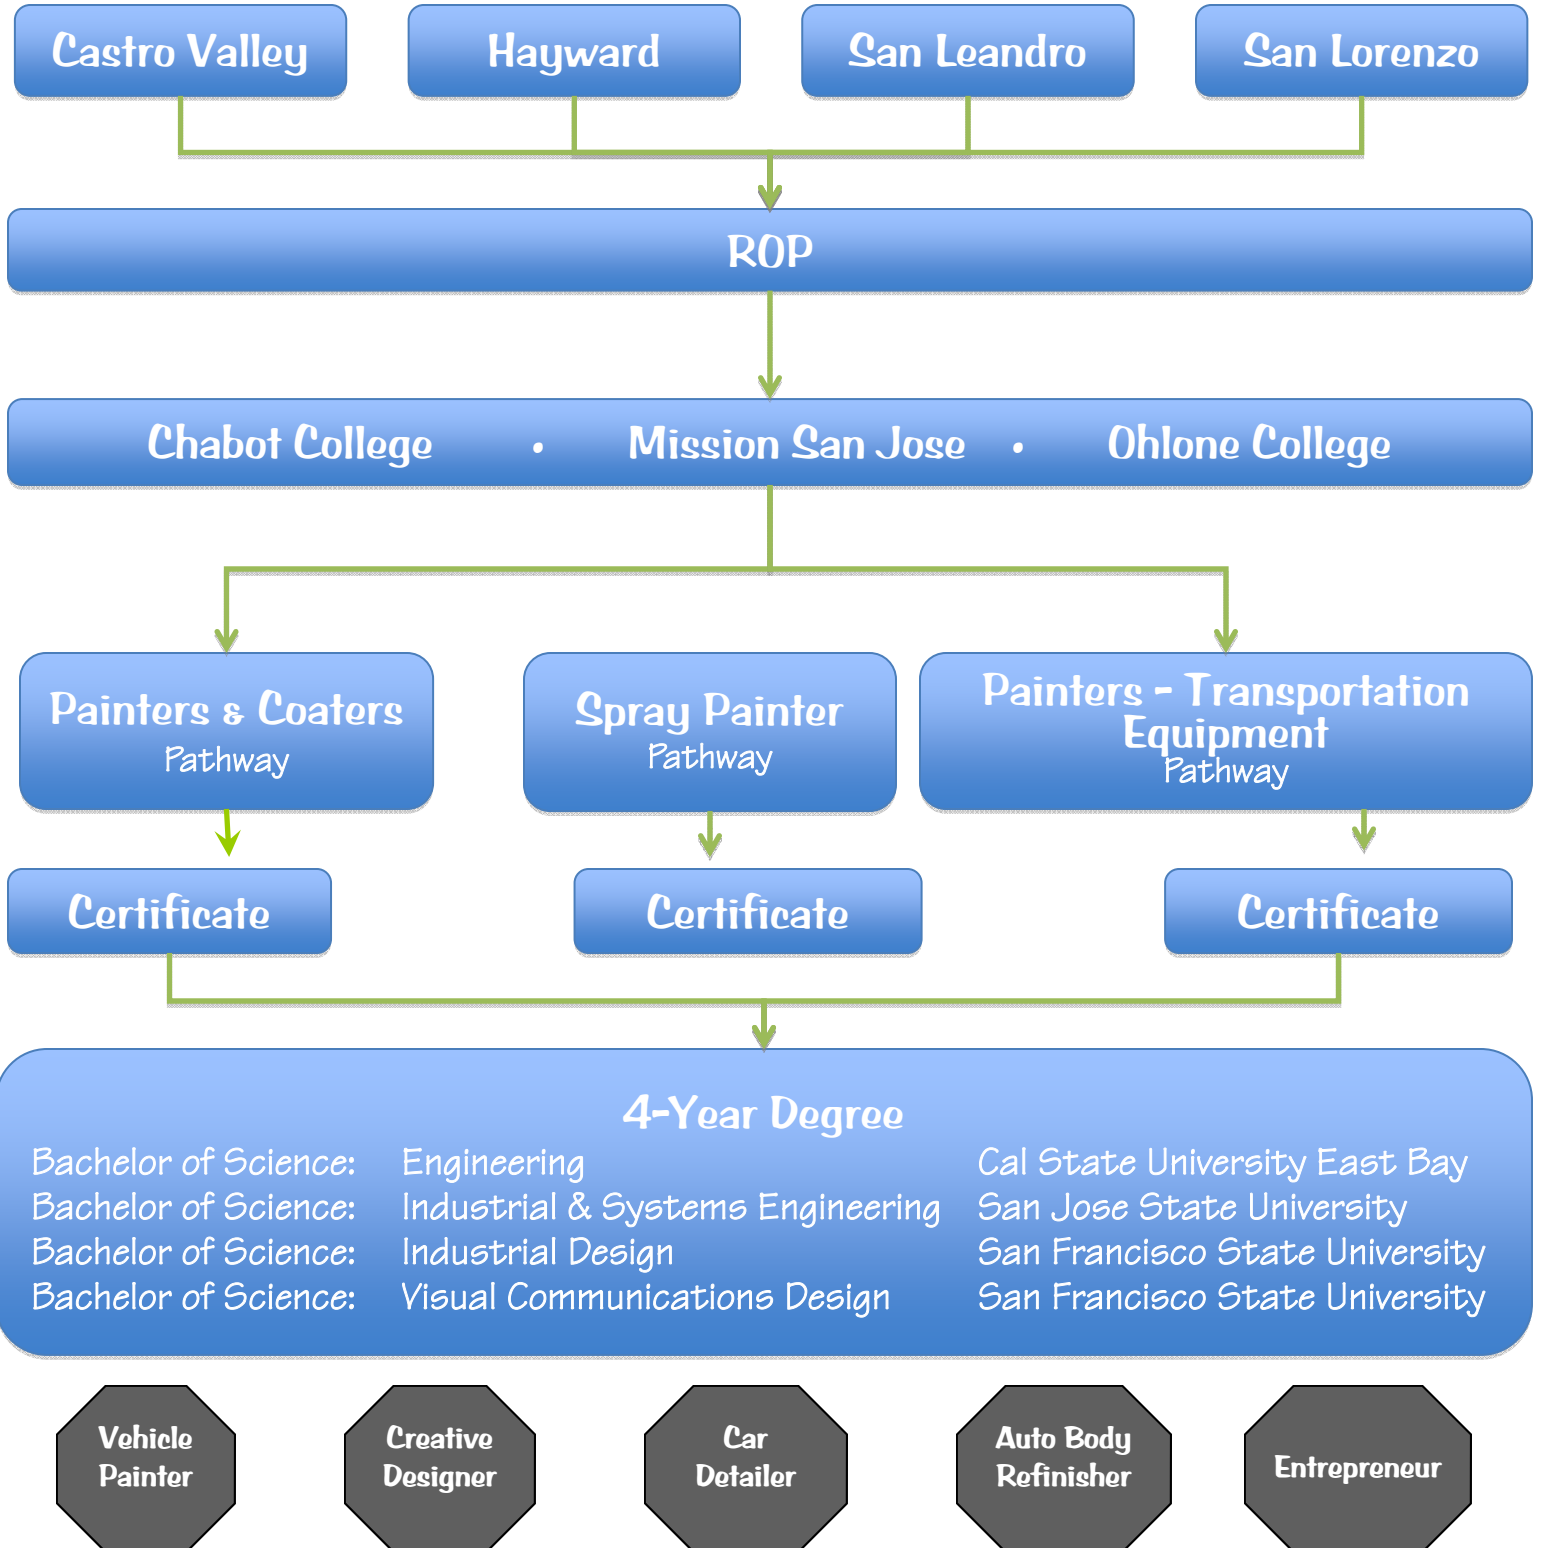 Castro Valley
Hayward
San Leandro
San Lorenzo
ROP
Chabot College • Mission San Jose • Ohlone College
Painters & Coaters
Pathway
Spray Painter
Pathway
Painters - Transportation
Equipment
Pathway
Certificate
Certificate
Certificate
4-Year Degree
Bachelor of Science: Engineering Cal State University East Bay
Bachelor of Science: Industrial & Systems Engineering San Jose State University
Bachelor of Science: Industrial Design San Francisco State University
Bachelor of Science: Visual Communications Design San Francisco State University
Vehicle
Painter
Creative
Designer
Car
Detailer
Auto Body
Refinisher
Entrepreneur